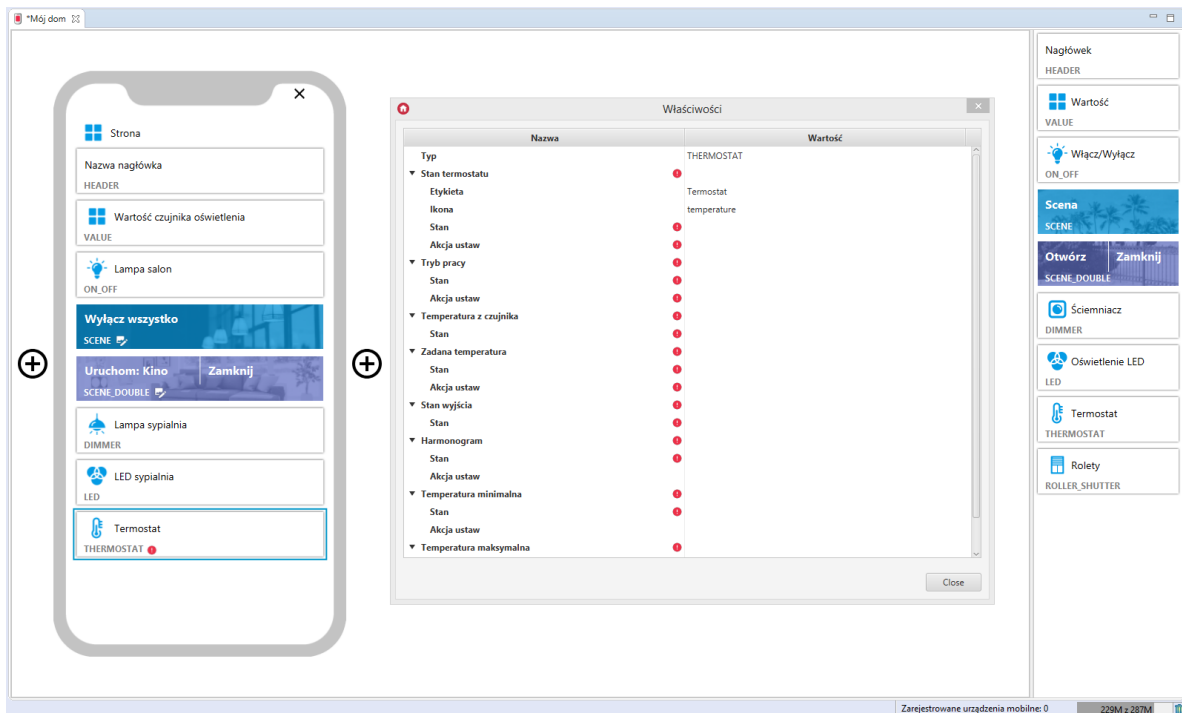 *Mój dom
Strona
Nazwa nagłówka
HEADER
Wartość czujnika oświetlenia
VALUE
Lampa salon
ON_OFF
Wyłącz wszystko
SCENE
Uruchom: Kino Zamknij
SCENE_DOUBLE
Lampa sypialnia
DIMMER
LED sypialnia
LED
Termostat
THERMOSTAT
Właściwości
Nazwa Wartość
Typ THERMOSTAT
Stan termostatu
Etykieta Termostat
Ikona temperature
Stan
Akcja ustaw
Tryb pracy
Stan
Akcja ustaw
Temperatura z czujnika
Stan
Zadana temperatura
Stan
Akcja ustaw
Stan wyjścia
Stan
Harmonogram
Stan
Akcja ustaw
Temperatura minimalna
Stan
Akcja ustaw
Temperatura maksymalna
Close
Nagłówek
HEADER
Wartość
VALUE
Włącz/Wyłącz
ON_OFF
Scena
SCENE
Otwórz Zamknij
SCENE_DOUBLE
Ściemniacz
DIMMER
Oświetlenie LED
LED
Termostat
THERMOSTAT
Rolety
ROLLER_SHUTTER
Zarejestrowane urządzenia mobilne: 0
229M z 287M